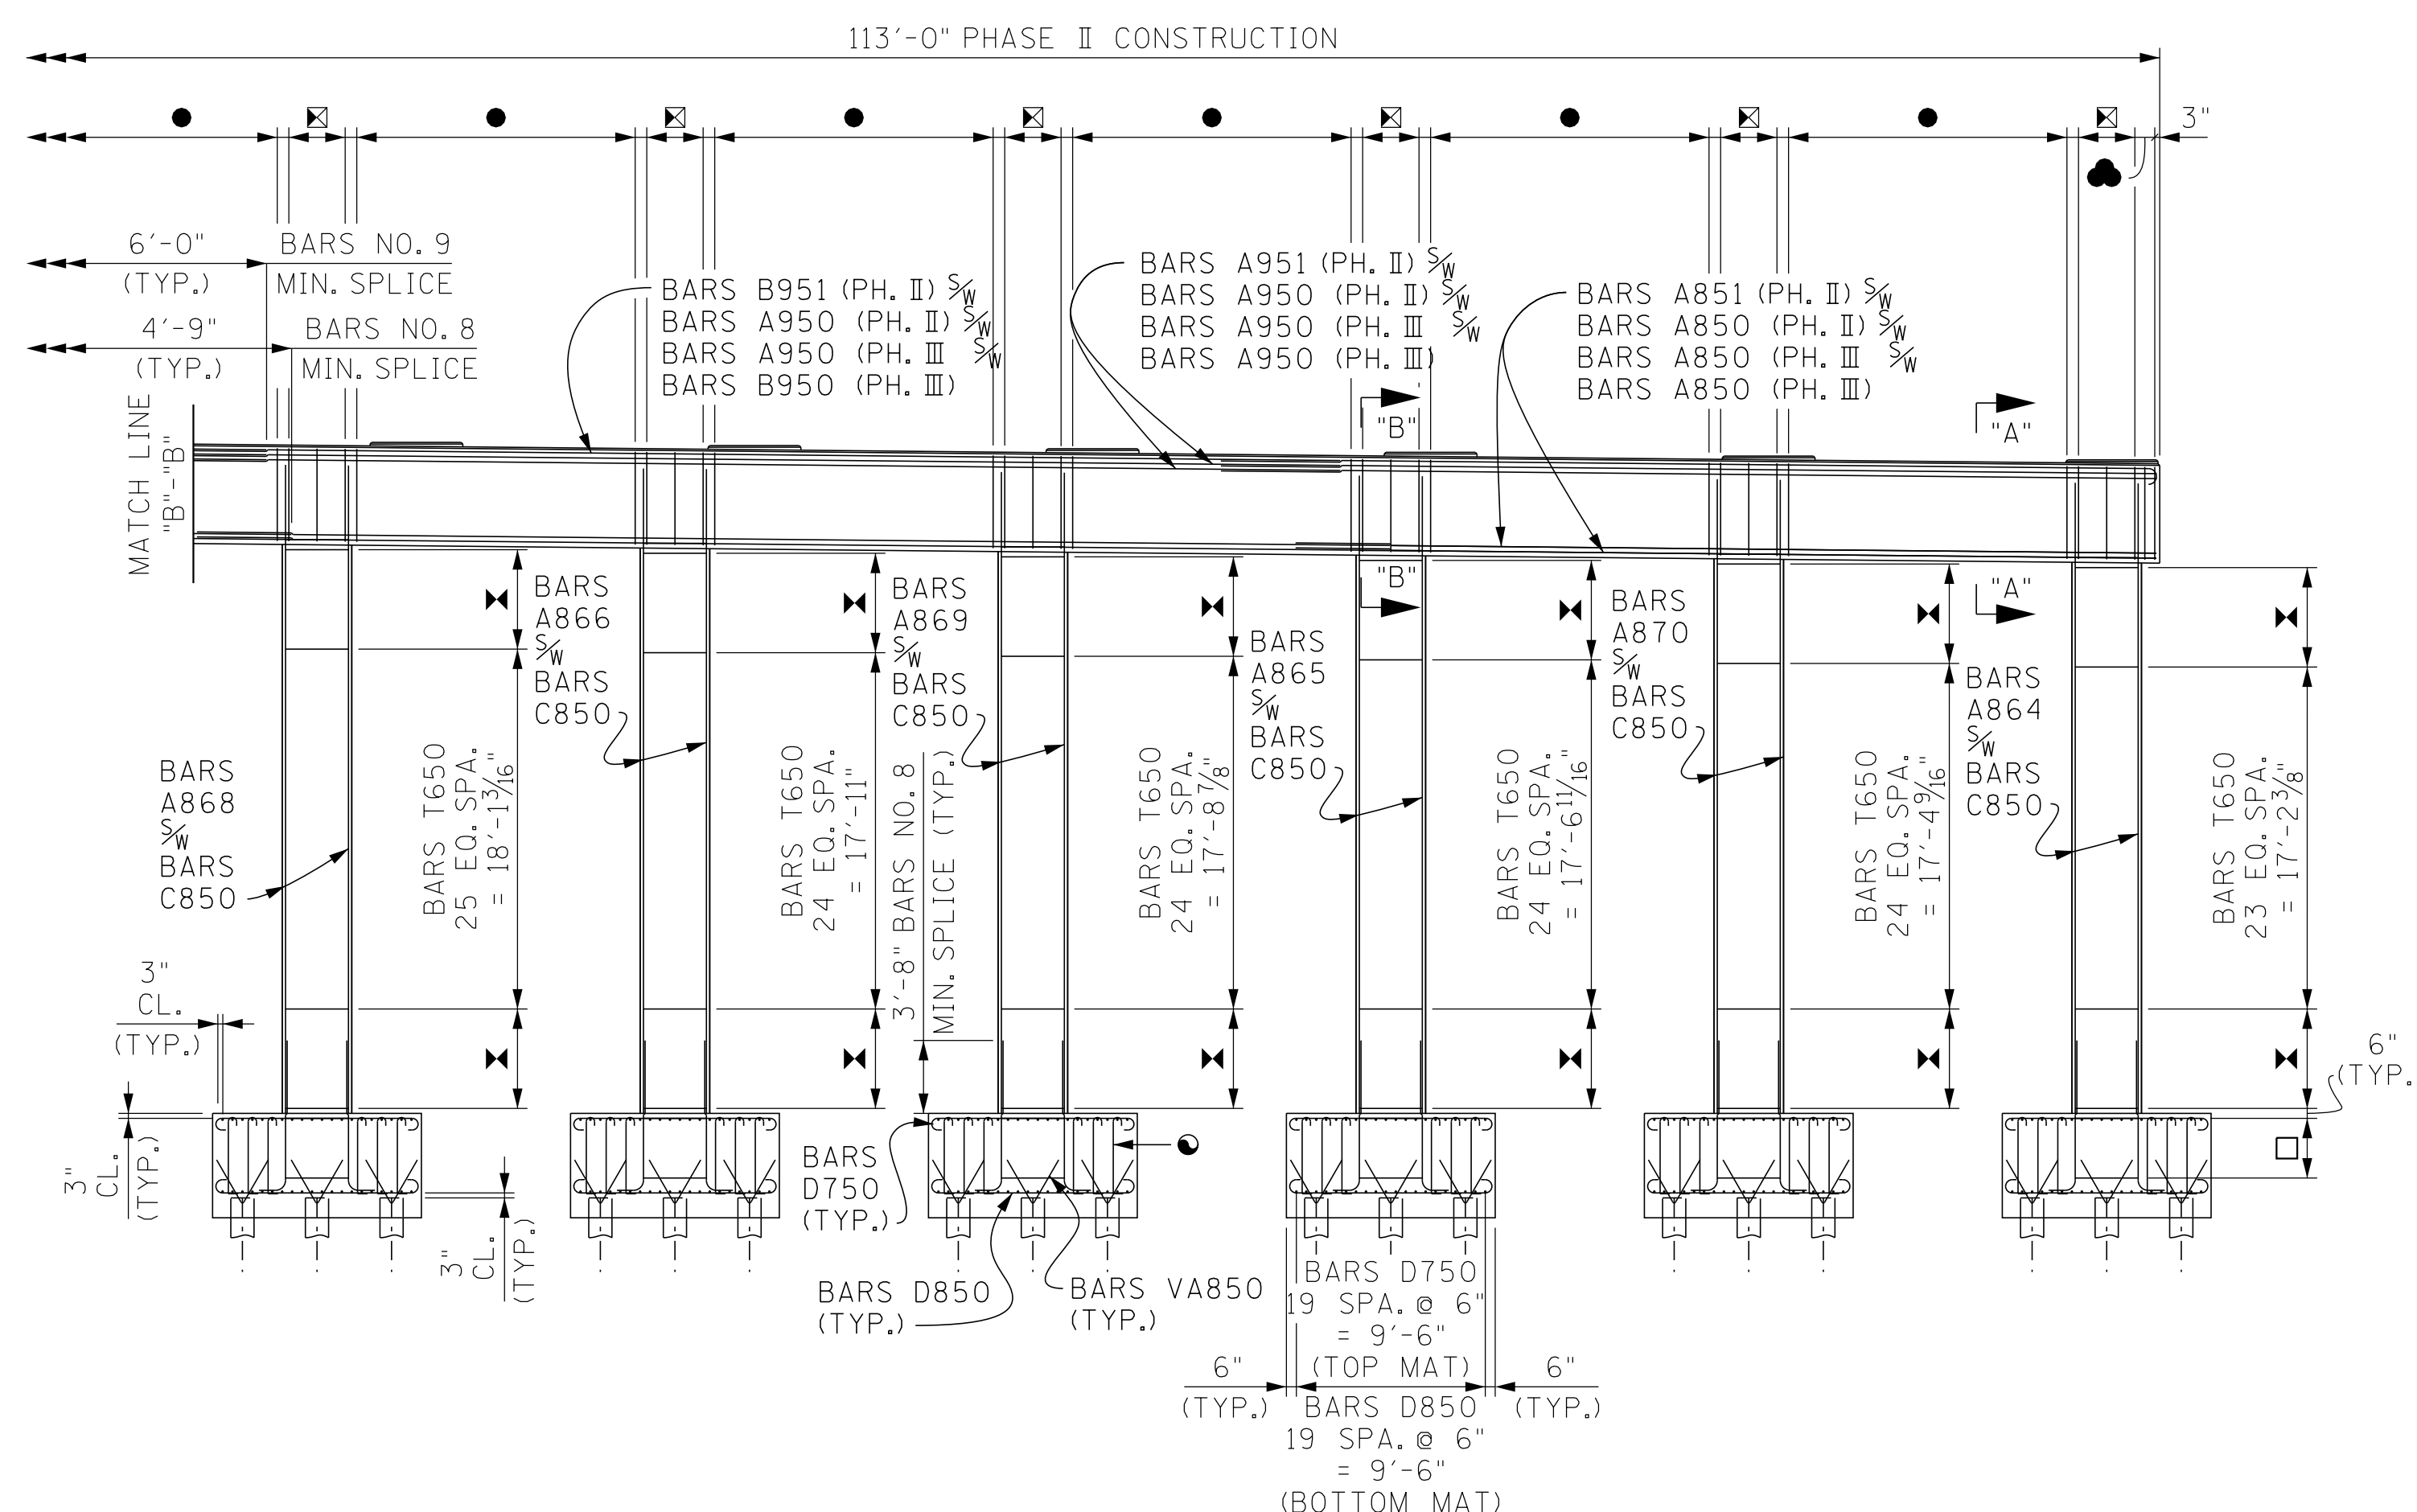 113'-0" PHASE II CONSTRUCTION
3"
6'-0"
(TYP.)
BARS NO. 9
MIN. SPLICE
4'-9"
(TYP.)
BARS NO. 8
MIN. SPLICE
BARS B951 (PH. II) S/W
BARS A950 (PH. II) S/W
BARS A950 (PH. III S/W
BARS B950 (PH. III)
BARS A951 (PH. II) S/W
BARS A950 (PH. II) S/W
BARS A950 (PH. III S/W
BARS A950 (PH. III)
BARS A851 (PH. II) S/W
BARS A850 (PH. II) S/W
BARS A850 (PH. III S/W
BARS A850 (PH. III)
"B"
"A"
MATCH LINE
"B"-"B"
"B"
"A"
BARS
A868
S/W
BARS
C850
BARS T650
25 EQ. SPA.
= 18'-1 3/16"
BARS
A866
S/W
BARS
C850
BARS T650
24 EQ. SPA.
= 17'-11"
BARS
A869
S/W
BARS
C850
3'-8" BARS NO. 8
MIN. SPLICE (TYP.)
BARS T650
24 EQ. SPA.
= 17'-8 7/8"
BARS
A865
S/W
BARS
C850
BARS T650
24 EQ. SPA.
= 17'-6 11/16"
BARS
A870
S/W
BARS
C850
BARS T650
24 EQ. SPA.
= 17'-4 9/16"
BARS
A864
S/W
BARS
C850
BARS T650
23 EQ. SPA.
= 17'-2 3/8"
3"
CL.
(TYP.)
6"
(TYP.
3"
CL.
(TYP.)
3"
CL.
(TYP.)
BARS
D750
(TYP.)
BARS D850
(TYP.)
BARS VA850
(TYP.)
BARS D750
19 SPA. @ 6"
= 9'-6"
(TOP MAT)
6"
(TYP.)
6"
(TYP.)
BARS D850
19 SPA. @ 6"
= 9'-6"
(BOTTOM MAT)